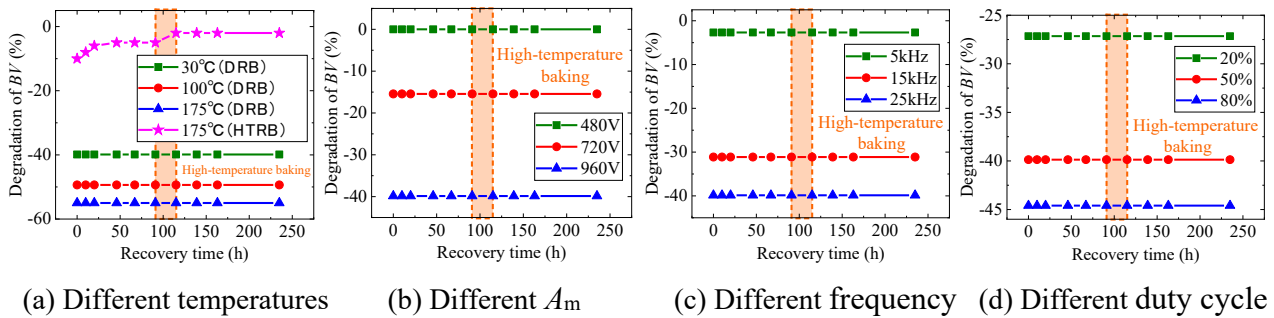 Degradation of BV (%)
0
-20
-40
-60
30℃(DRB)
100℃(DRB)
175℃(DRB)
175℃(HTRB)
High-temperature baking
0 50 100 150 200 250
Recovery time (h)
(a) Different temperatures
Degradation of BV (%)
0
-10
-20
-30
-40
High-temperature
baking
480V
720V
960V
0 50 100 150 200 250
Recovery time (h)
(b) Different Am
Degradation of BV (%)
0
-10
-20
-30
-40
5kHz
15kHz
25kHz
High-temperature
baking
0 50 100 150 200 250
Recovery time (h)
(c) Different frequency
Degradation of BV (%)
-25
-30
-35
-40
-45
20%
50%
80%
High-temperature
baking
0 50 100 150 200 250
Recovery time (h)
(d) Different duty cycle